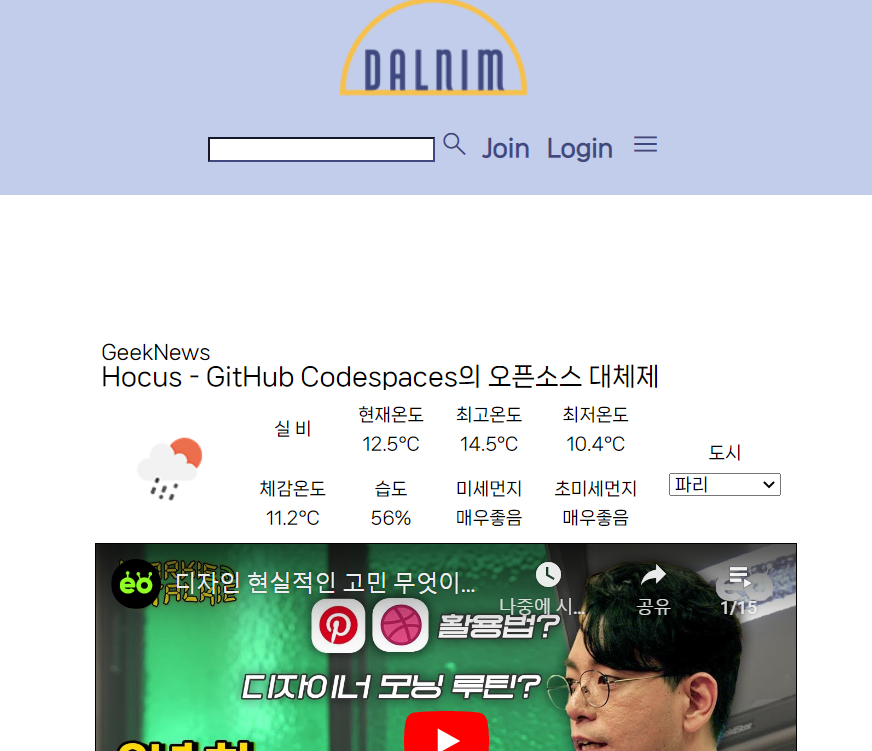 DALNIM
Join Login
GeekNews
Hocus - GitHub Codespaces의 오픈소스 대체제
실 비
현재온도 최고온도 최저온도
12.5°C 14.5°C 10.4°C
도시
파리
체감온도 습도 미세먼지 초미세먼지
11.2°C 56% 매우좋음 매우좋음
eo 디자인 현실적인 고민 무엇이...
나중에 시... 공유 1/15
활용법?
디자이너 모닝 루틴?